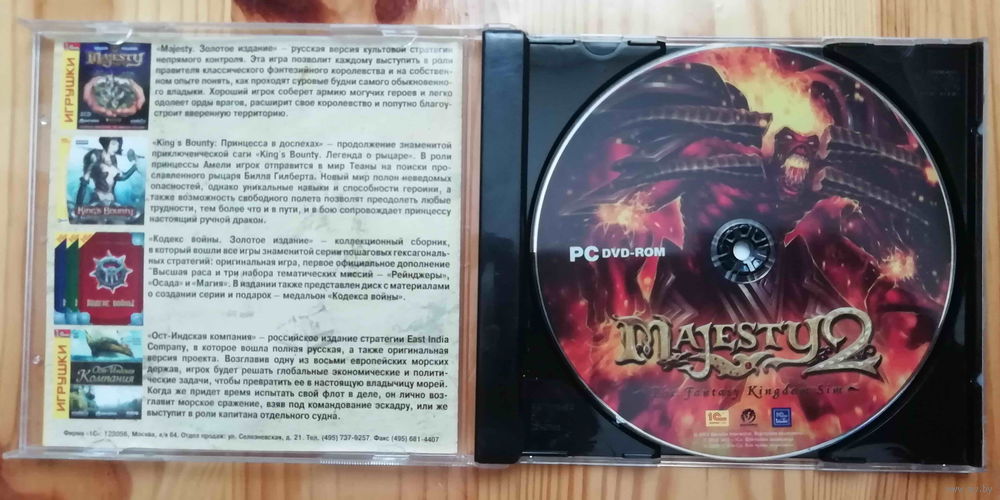 ИГРУШКИ
MAJESTY
«Majesty. Золотое издание» – русская версия культовой стратегии
непрямого контроля. Эта игра позволит каждому выступить в роли
правителя классического фэнтезийного королевства и на собствен-
ном опыте понять, как проходят суровые будни самого обыкновенно-
го владыки. Хороший игрок соберет армию могучих героев и легко
одолеет орды врагов, расширит свое королевство и попутно благоу-
строит вверенную территорию.
King's Bounty
«King's Bounty: Принцесса в доспехах» – продолжение знаменитой
приключенческой саги «King's Bounty. Легенда о рыцаре». В роли
принцессы Амели игрок отправится в мир Теаны на поиски про-
славленного рыцаря Билла Гилберта. Новый мир полон неведомых
опасностей, однако уникальные навыки и способности героини, а
также возможность свободного полета позволят преодолеть любые
трудности, тем более что и в пути, и в бою сопровождает принцессу
настоящий ручной дракон.
КОДЕКС ВОЙНЫ
«Кодекс войны. Золотое издание» – коллекционный сборник,
в который вошли все игры знаменитой серии пошаговых гексагональ-
ных стратегий: оригинальная игра, первое официальное дополнение
"Высшая раса и три набора тематических миссий – «Рейнджеры»,
«Осада» и «Магия». В издании также представлен диск с материалами
о создании серии и подарок – медальон «Кодекса войны».
ИГРУШКИ
Ост-Индская
Компания
«Ост-Индская компания» – российское издание стратегии East India
Company, в которое вошла полная русская, а также оригинальная
версия проекта. Возглавив одну из восьми европейских морских
держав, игрок будет решать глобальные экономические и полити-
ческие задачи, чтобы превратить ее в настоящую владычицу морей.
Когда же придет время испытать свой флот в деле, он лично воз-
главит морское сражение, взяв под командование эскадру, или же
выступит в роли капитана отдельного судна.
Фирма «1С»: 123056, Москва, а/я 64. Отдел продаж: ул. Селезневская, д. 21. Тел. (495) 737-9257. Факс (495) 681-4407
PC DVD-ROM
MAJESTY 2
The Fantasy Kingdom Sim
1С